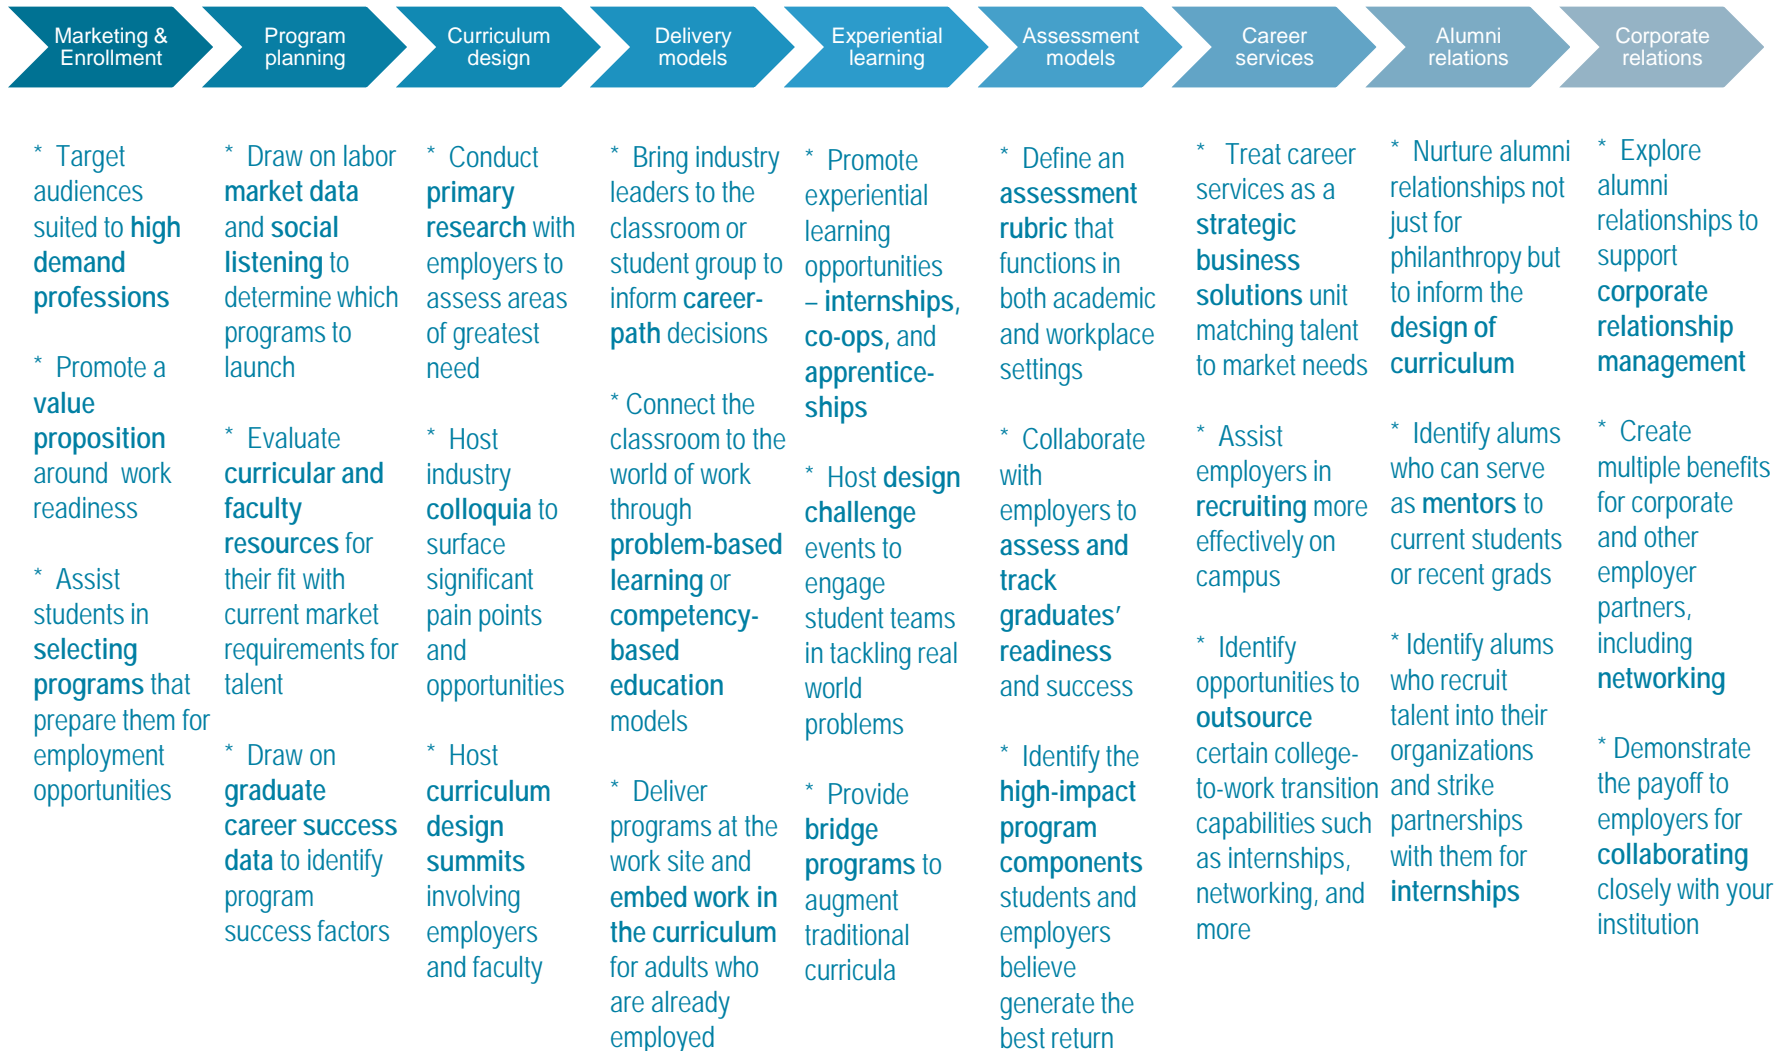 Marketing &
Enrollment
Program
planning
Curriculum
design
Delivery
models
Experiential
learning
Assessment
models
Career
services
Alumni
relations
Corporate
relations
* Target
audiences
suited to high
demand
professions
* Promote a
value
proposition
around work
readiness
* Assist
students in
selecting
programs that
prepare them for
employment
opportunities
* Draw on labor
market data
and social
listening to
determine which
programs to
launch
* Evaluate
curricular and
faculty
resources for
their fit with
current market
requirements for
talent
* Draw on
graduate
career success
data to identify
program
success factors
* Conduct
primary
research with
employers to
assess areas
of greatest
need
* Host
industry
colloquia to
surface
significant
pain points
and
opportunities
* Host
curriculum
design
summits
involving
employers
and faculty
* Bring industry
leaders to the
classroom or
student group to
inform career-
path decisions
* Connect the
classroom to the
world of work
through
problem-based
learning or
competency-
based
education
models
* Deliver
programs at the
work site and
embed work in
the curriculum
for adults who
are already
employed
* Promote
experiential
learning
opportunities
– internships,
co-ops, and
apprentice-
ships
* Host design
challenge
events to
engage
student teams
in tackling real
world
problems
* Provide
bridge
programs to
augment
traditional
curricula
* Define an
assessment
rubric that
functions in
both academic
and workplace
settings
* Collaborate
with
employers to
assess and
track
graduates’
readiness
and success
* Identify the
high-impact
program
components
students and
employers
believe
generate the
best return
* Treat career
services as a
strategic
business
solutions unit
matching talent
to market needs
* Assist
employers in
recruiting more
effectively on
campus
* Identify
opportunities to
outsource
certain college-
to-work transition
capabilities such
as internships,
networking, and
more
* Nurture alumni
relationships not
just for
philanthropy but
to inform the
design of
curriculum
* Identify alums
who can serve
as mentors to
current students
or recent grads
* Identify alums
who recruit
talent into their
organizations
and strike
partnerships
with them for
internships
* Explore
alumni
relationships to
support
corporate
relationship
management
* Create
multiple benefits
for corporate
and other
employer
partners,
including
networking
* Demonstrate
the payoff to
employers for
collaborating
closely with your
institution